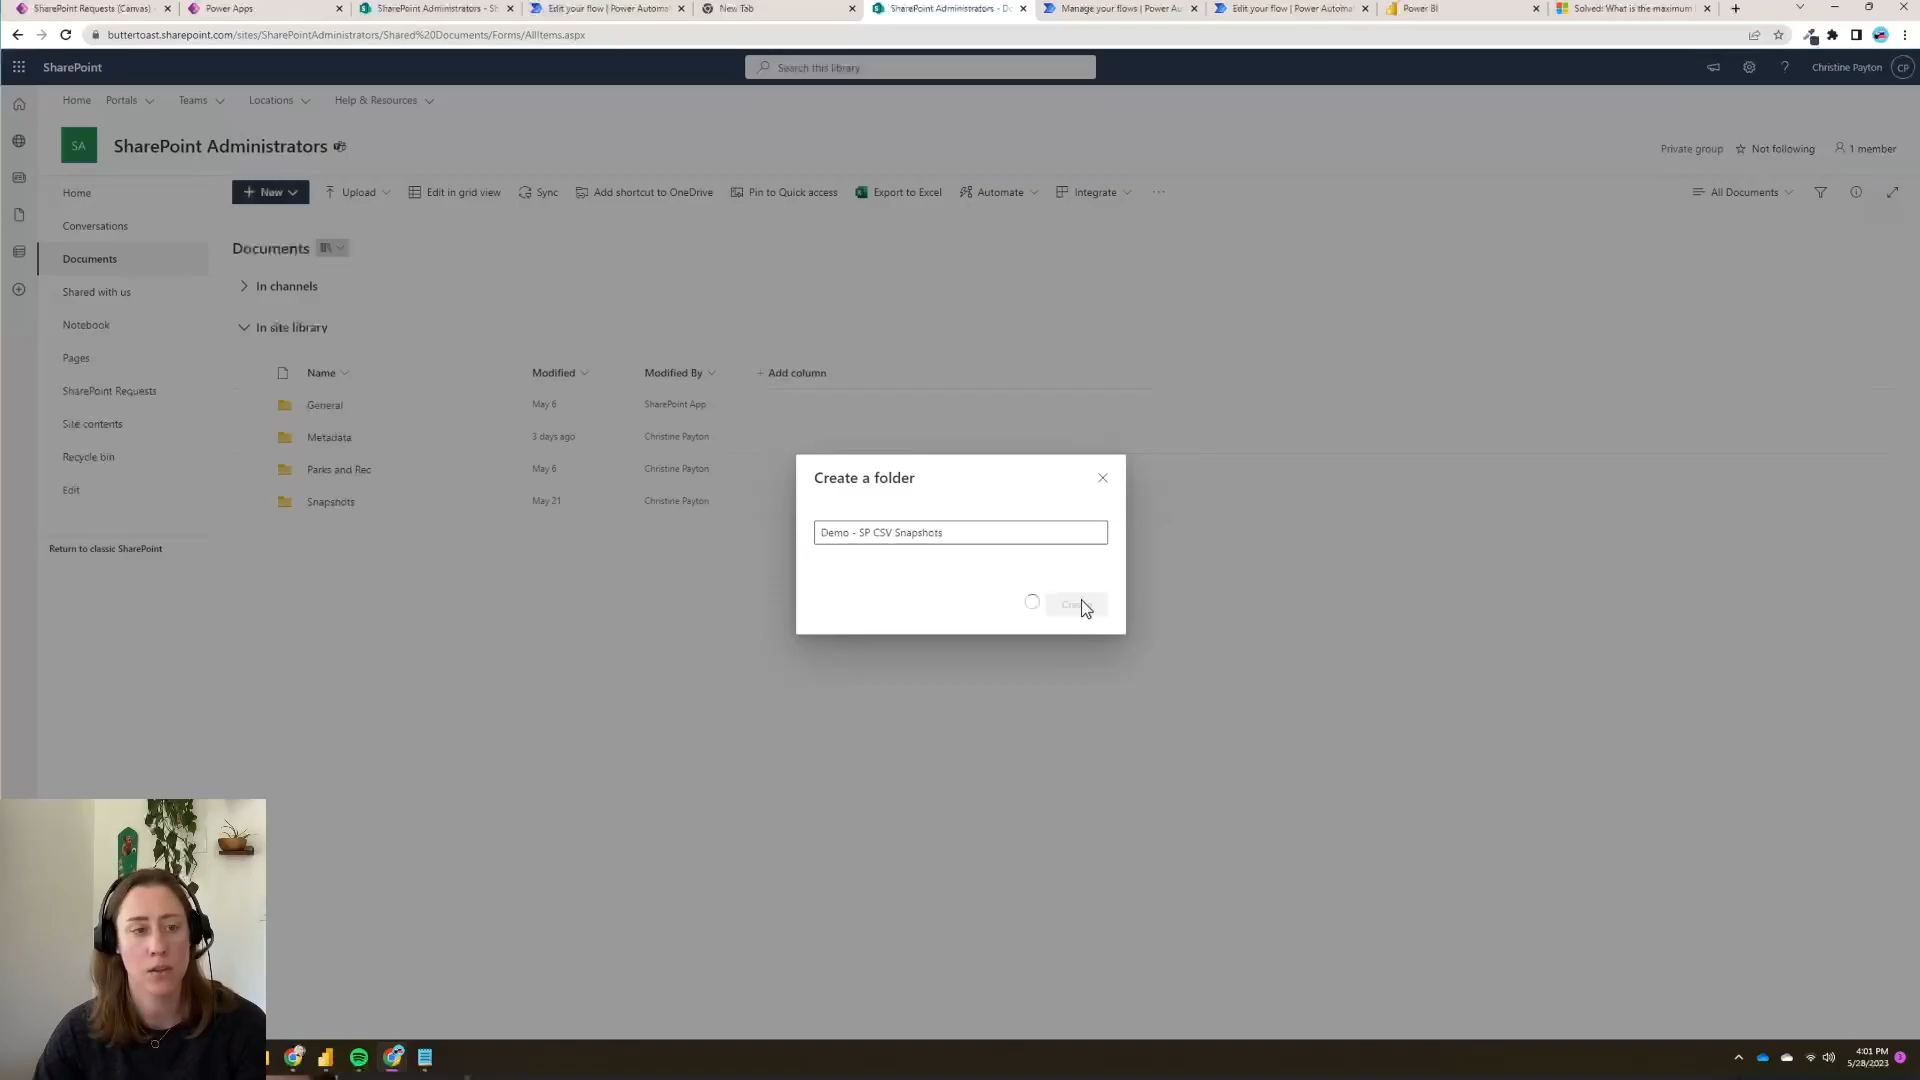 SharePoint Requests (Canvas) -
Power Apps
SharePoint Administrators - Sh
Edit your flow | Power Automa
New Tab
SharePoint Administrators - Do
Manage your flows | Power Au
Edit your flow | Power Automa
Power BI
Solved: What is the maximum
buttertoast.sharepoint.com/sites/SharePointAdministrators/Shared%20Documents/Forms/AllItems.aspx
SharePoint
Search this library
Christine Payton
CP
Home
Portals
Teams
Locations
Help & Resources
SA
SharePoint Administrators
Private group
Not following
1 member
New
Upload
Edit in grid view
Sync
Add shortcut to OneDrive
Pin to Quick access
Export to Excel
Automate
Integrate
···
All Documents
Home
Conversations
Documents
Shared with us
Notebook
Pages
SharePoint Requests
Site contents
Recycle bin
Edit
Return to classic SharePoint
Documents
In channels
In site library
Name
Modified
Modified By
+ Add column
General
May 6
SharePoint App
Metadata
3 days ago
Christine Payton
Parks and Rec
May 6
Christine Payton
Snapshots
May 21
Christine Payton
Create a folder
Demo - SP CSV Snapshots
4:01 PM
5/28/2023
3